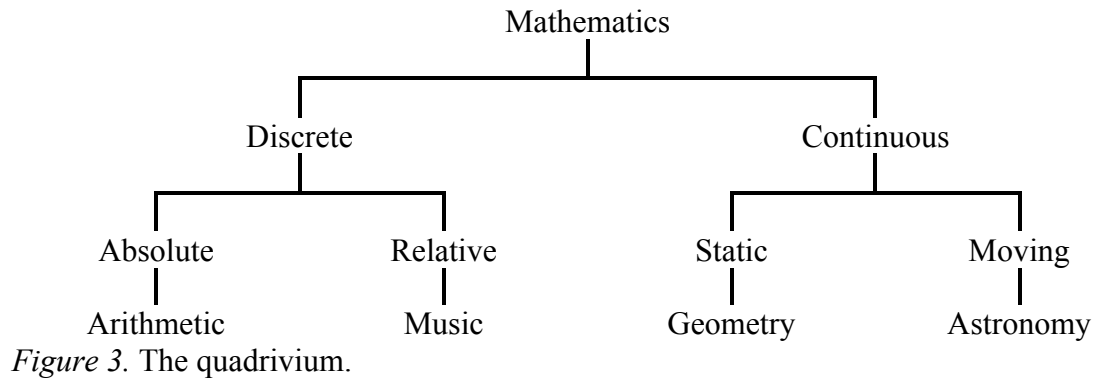 Mathematics
Discrete Continuous
Absolute Relative Static Moving
Arithmetic Music Geometry Astronomy
Figure 3. The quadrivium.